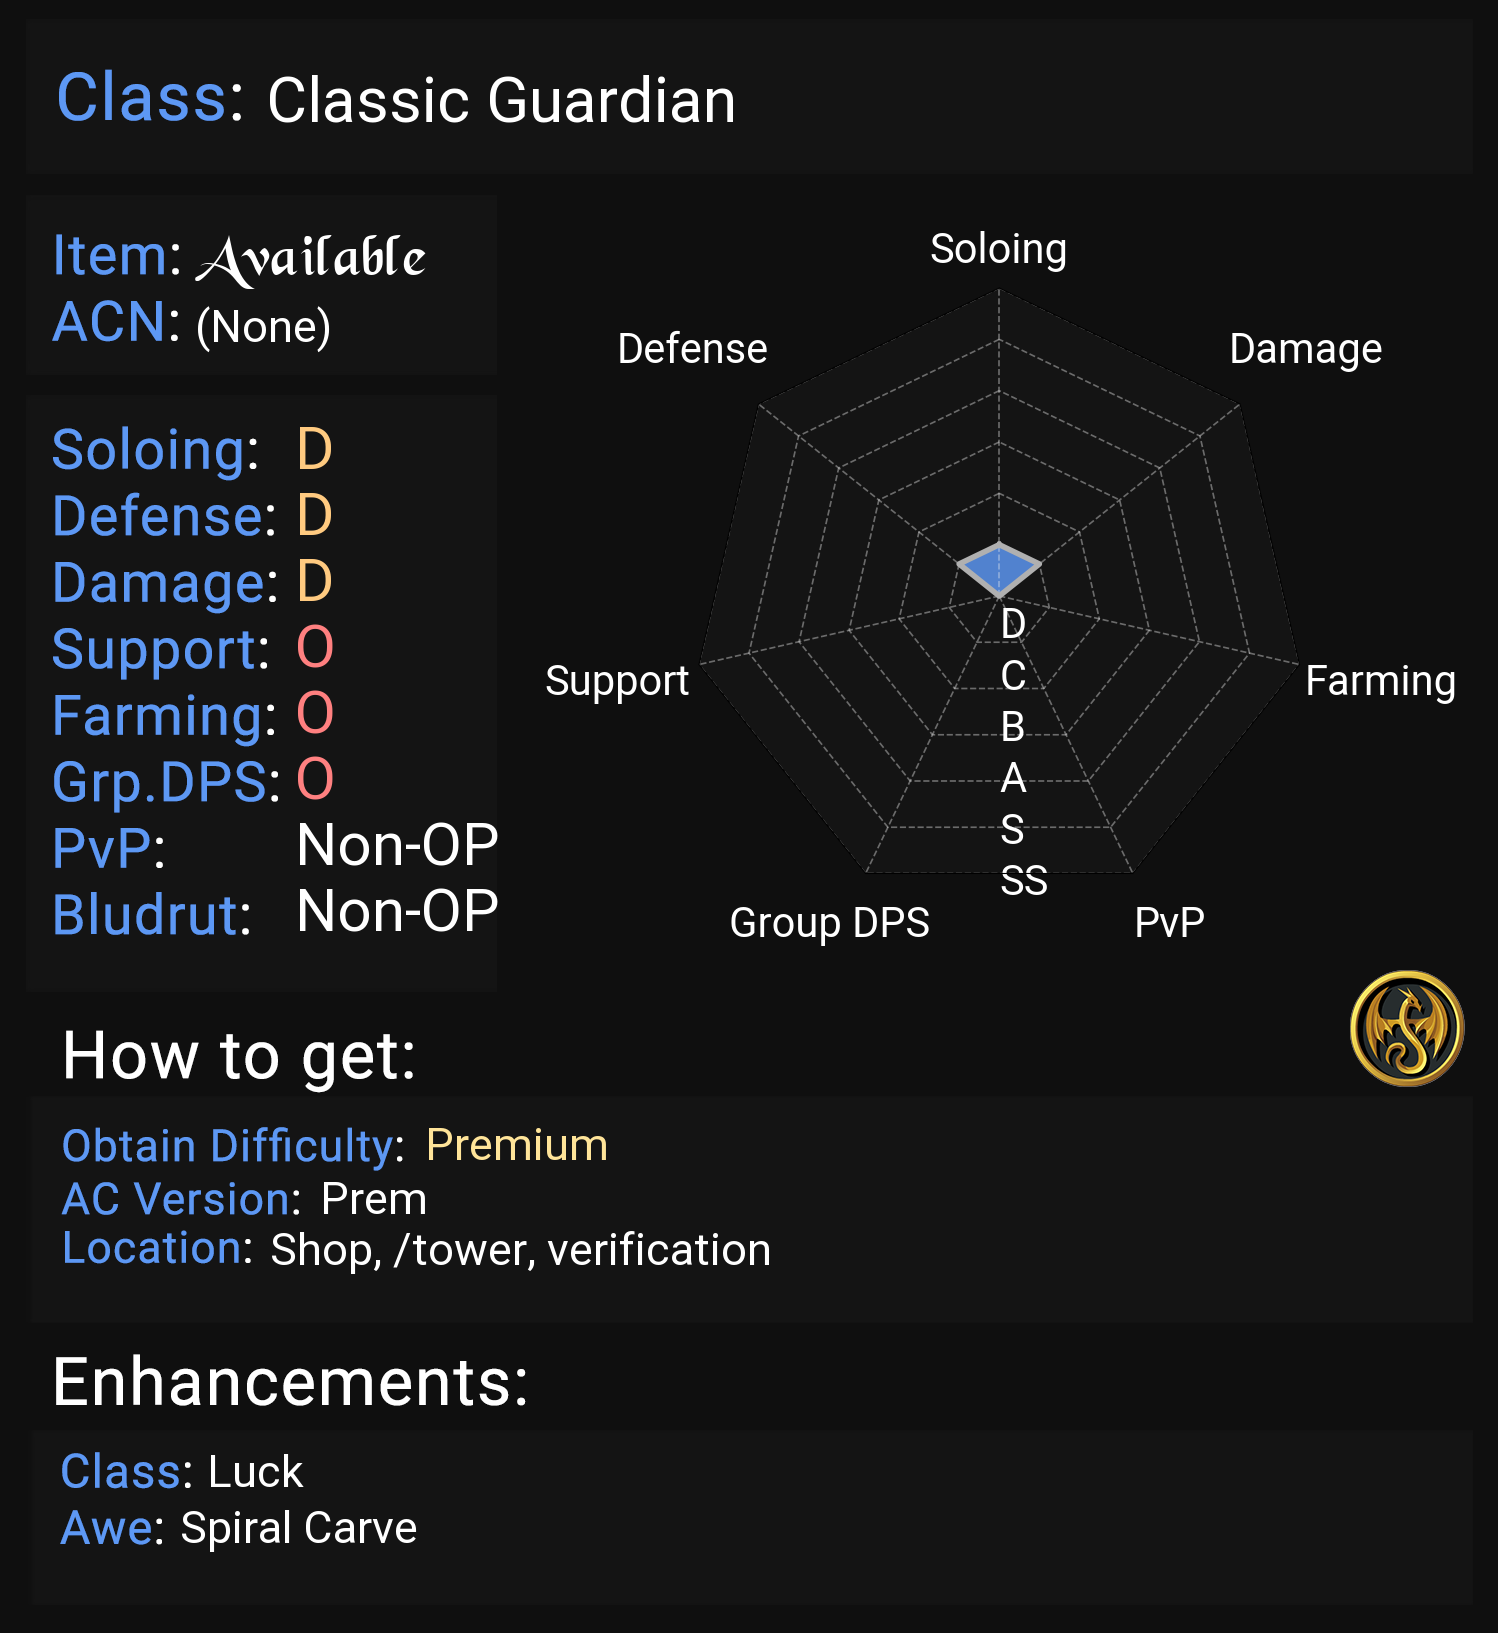 Class: Classic Guardian
Item: Available
ACN: (None)
Soloing: D
Defense: D
Damage: D
Support: O
Farming: O
Grp.DPS: O
PvP: Non-OP
Bludrut: Non-OP
Soloing
Defense
Damage
Support
Farming
Group DPS
PvP
D
C
B
A
S
SS
How to get:
Obtain Difficulty: Premium
AC Version: Prem
Location: Shop, /tower, verification
Enhancements:
Class: Luck
Awe: Spiral Carve